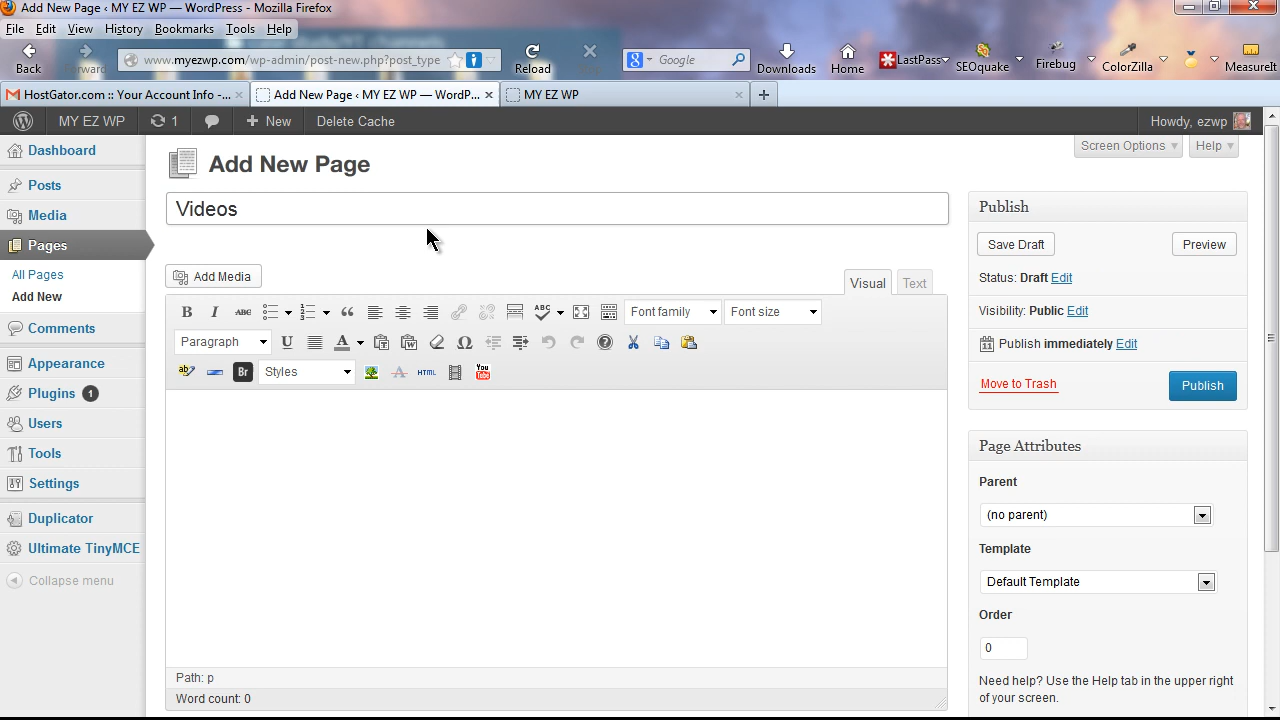 Add New Page ‹ MY EZ WP — WordPress - Mozilla Firefox
File Edit View History Bookmarks Tools Help
Back Forward www.myezwp.com/wp-admin/post-new.php?post_type Reload Google Downloads Home LastPass SEOquake Firebug ColorZilla MeasureIt
HostGator.com :: Your Account Info -... Add New Page ‹ MY EZ WP — WordP... MY EZ WP
MY EZ WP 1 New Delete Cache Howdy, ezwp
Screen Options Help
Dashboard
Posts
Media
Pages
All Pages
Add New
Comments
Appearance
Plugins 1
Users
Tools
Settings
Duplicator
Ultimate TinyMCE
Collapse menu
Add New Page
Videos
Add Media
Visual Text
B I ABC ABC Font family Font size
Paragraph U A
Br Styles A HTML You Tube
Path: p
Word count: 0
Publish
Save Draft Preview
Status: Draft Edit
Visibility: Public Edit
Publish immediately Edit
Move to Trash Publish
Page Attributes
Parent
(no parent)
Template
Default Template
Order
0
Need help? Use the Help tab in the upper right
of your screen.